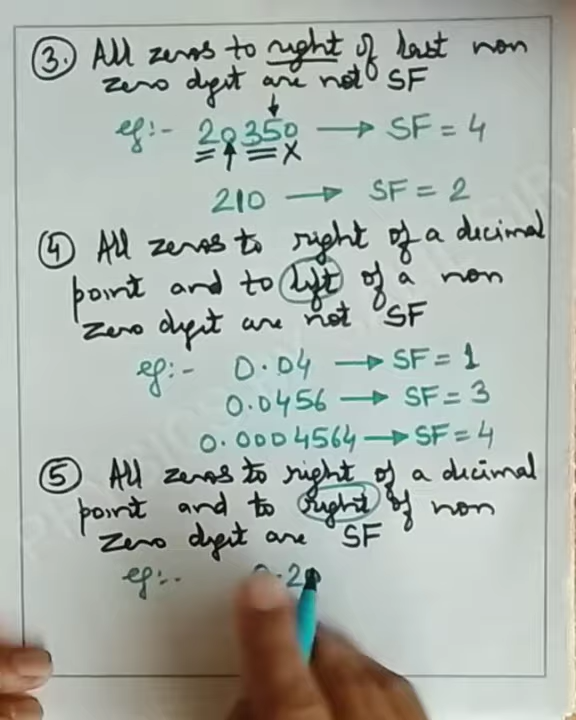 3. All zeros to right of last non
zero digit are not SF
eg:- 20350 → SF = 4
X
210 → SF = 2
4 All zeros to right of a decimal
point and to left of a non
zero digit are not SF
eg:- 0.04 → SF = 1
0.0456 → SF = 3
0.0004564 → SF = 4
5 All zeros to right of a decimal
point and to right of non
zero digit are SF
eg:-